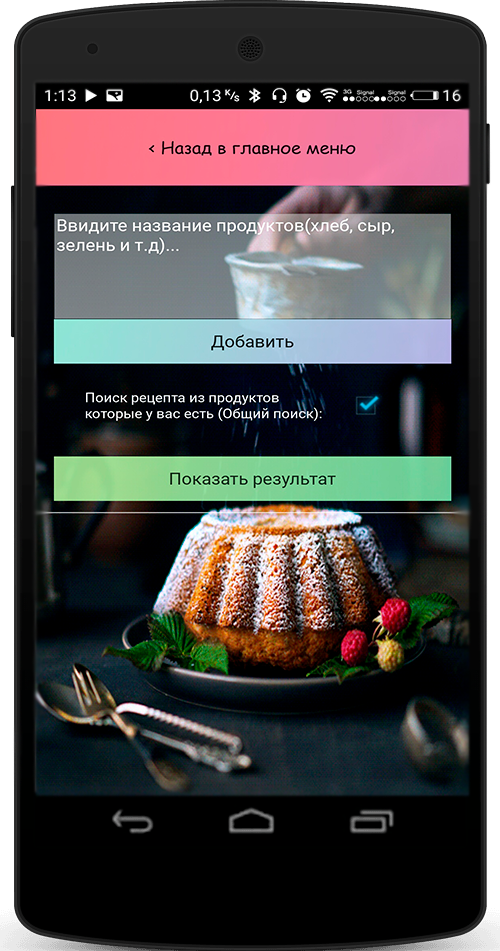 1:13 0,13 K/s 3G Signal Signal 16
< Назад в главное меню
Ввидите название продуктов(хлеб, сыр,
зелень и т.д)...
Добавить
Поиск рецепта из продуктов
которые у вас есть (Общий поиск):
Показать результат